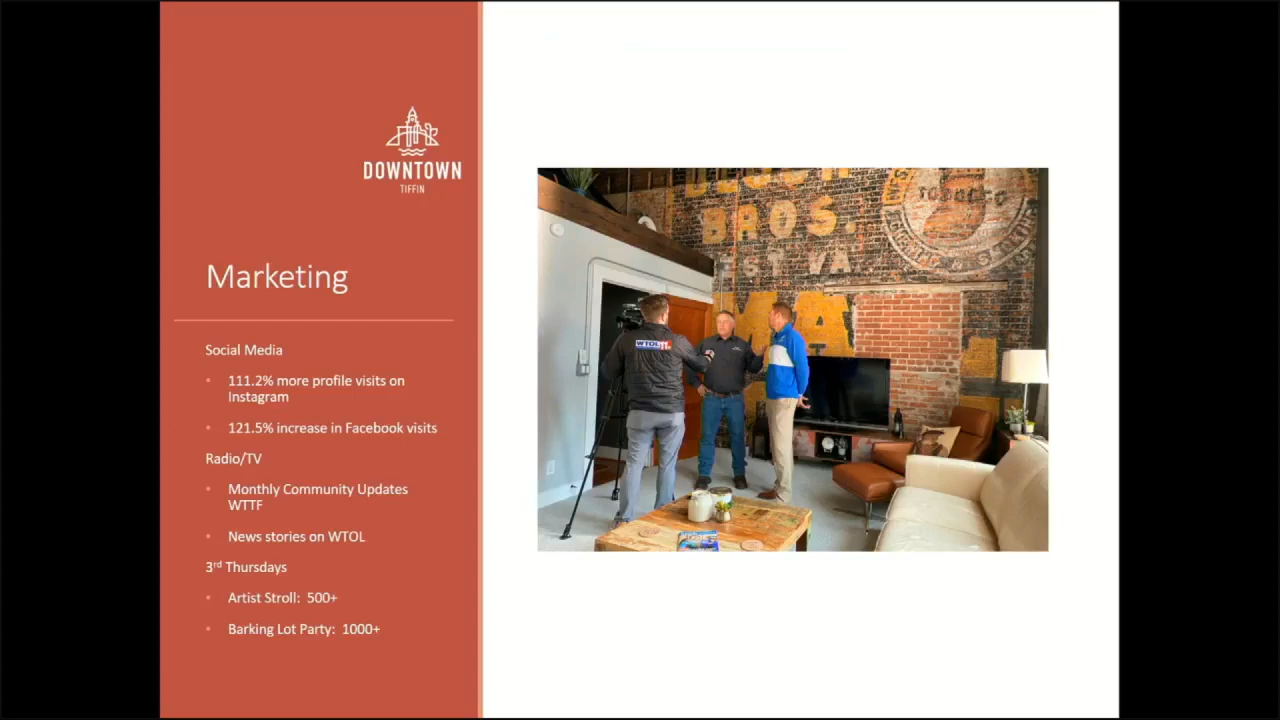 DOWNTOWN
TIFFIN
Marketing
Social Media
• 111.2% more profile visits on
Instagram
• 121.5% increase in Facebook visits
Radio/TV
• Monthly Community Updates
WTTF
• News stories on WTOL
3rd Thursdays
• Artist Stroll: 500+
• Barking Lot Party: 1000+
BROS.
TOBACCO
WTOL 11